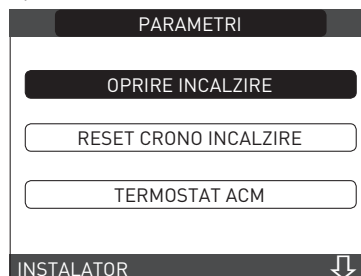 PARAMETRI
OPRIRE INCALZIRE
RESET CRONO INCALZIRE
TERMOSTAT ACM
INSTALATOR